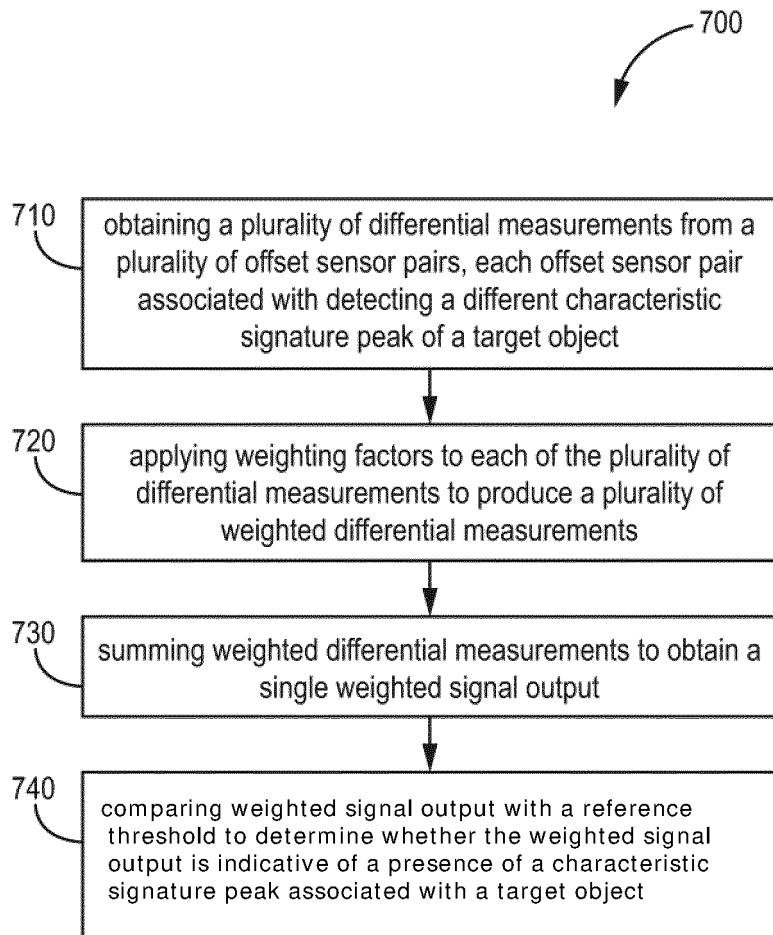 700
710
obtaining a plurality of differential measurements from a
plurality of offset sensor pairs, each offset sensor pair
associated with detecting a different characteristic
signature peak of a target object
720
applying weighting factors to each of the plurality of
differential measurements to produce a plurality of
weighted differential measurements
730
summing weighted differential measurements to obtain a
single weighted signal output
740
comparing weighted signal output with a reference
threshold to determine whether the weighted signal
output is indicative of a presence of a characteristic
signature peak associated with a target object